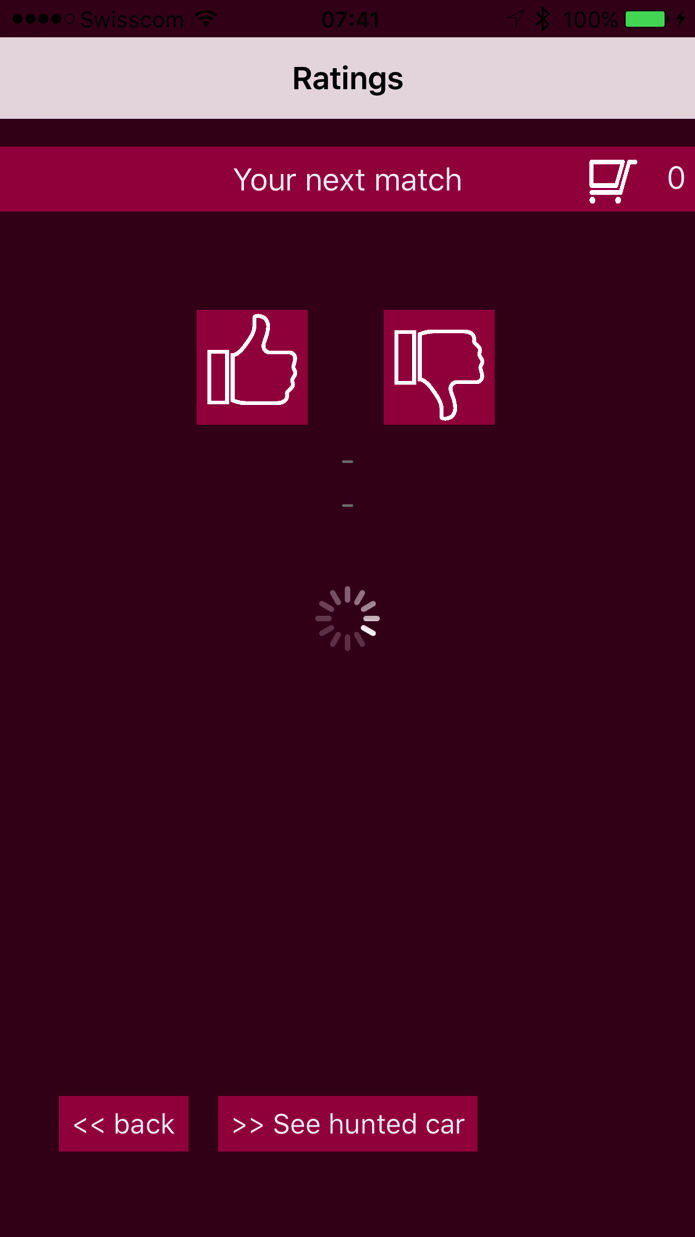 Swisscom 07:41 100%
Ratings
Your next match 0
-
-
<< back >> See hunted car